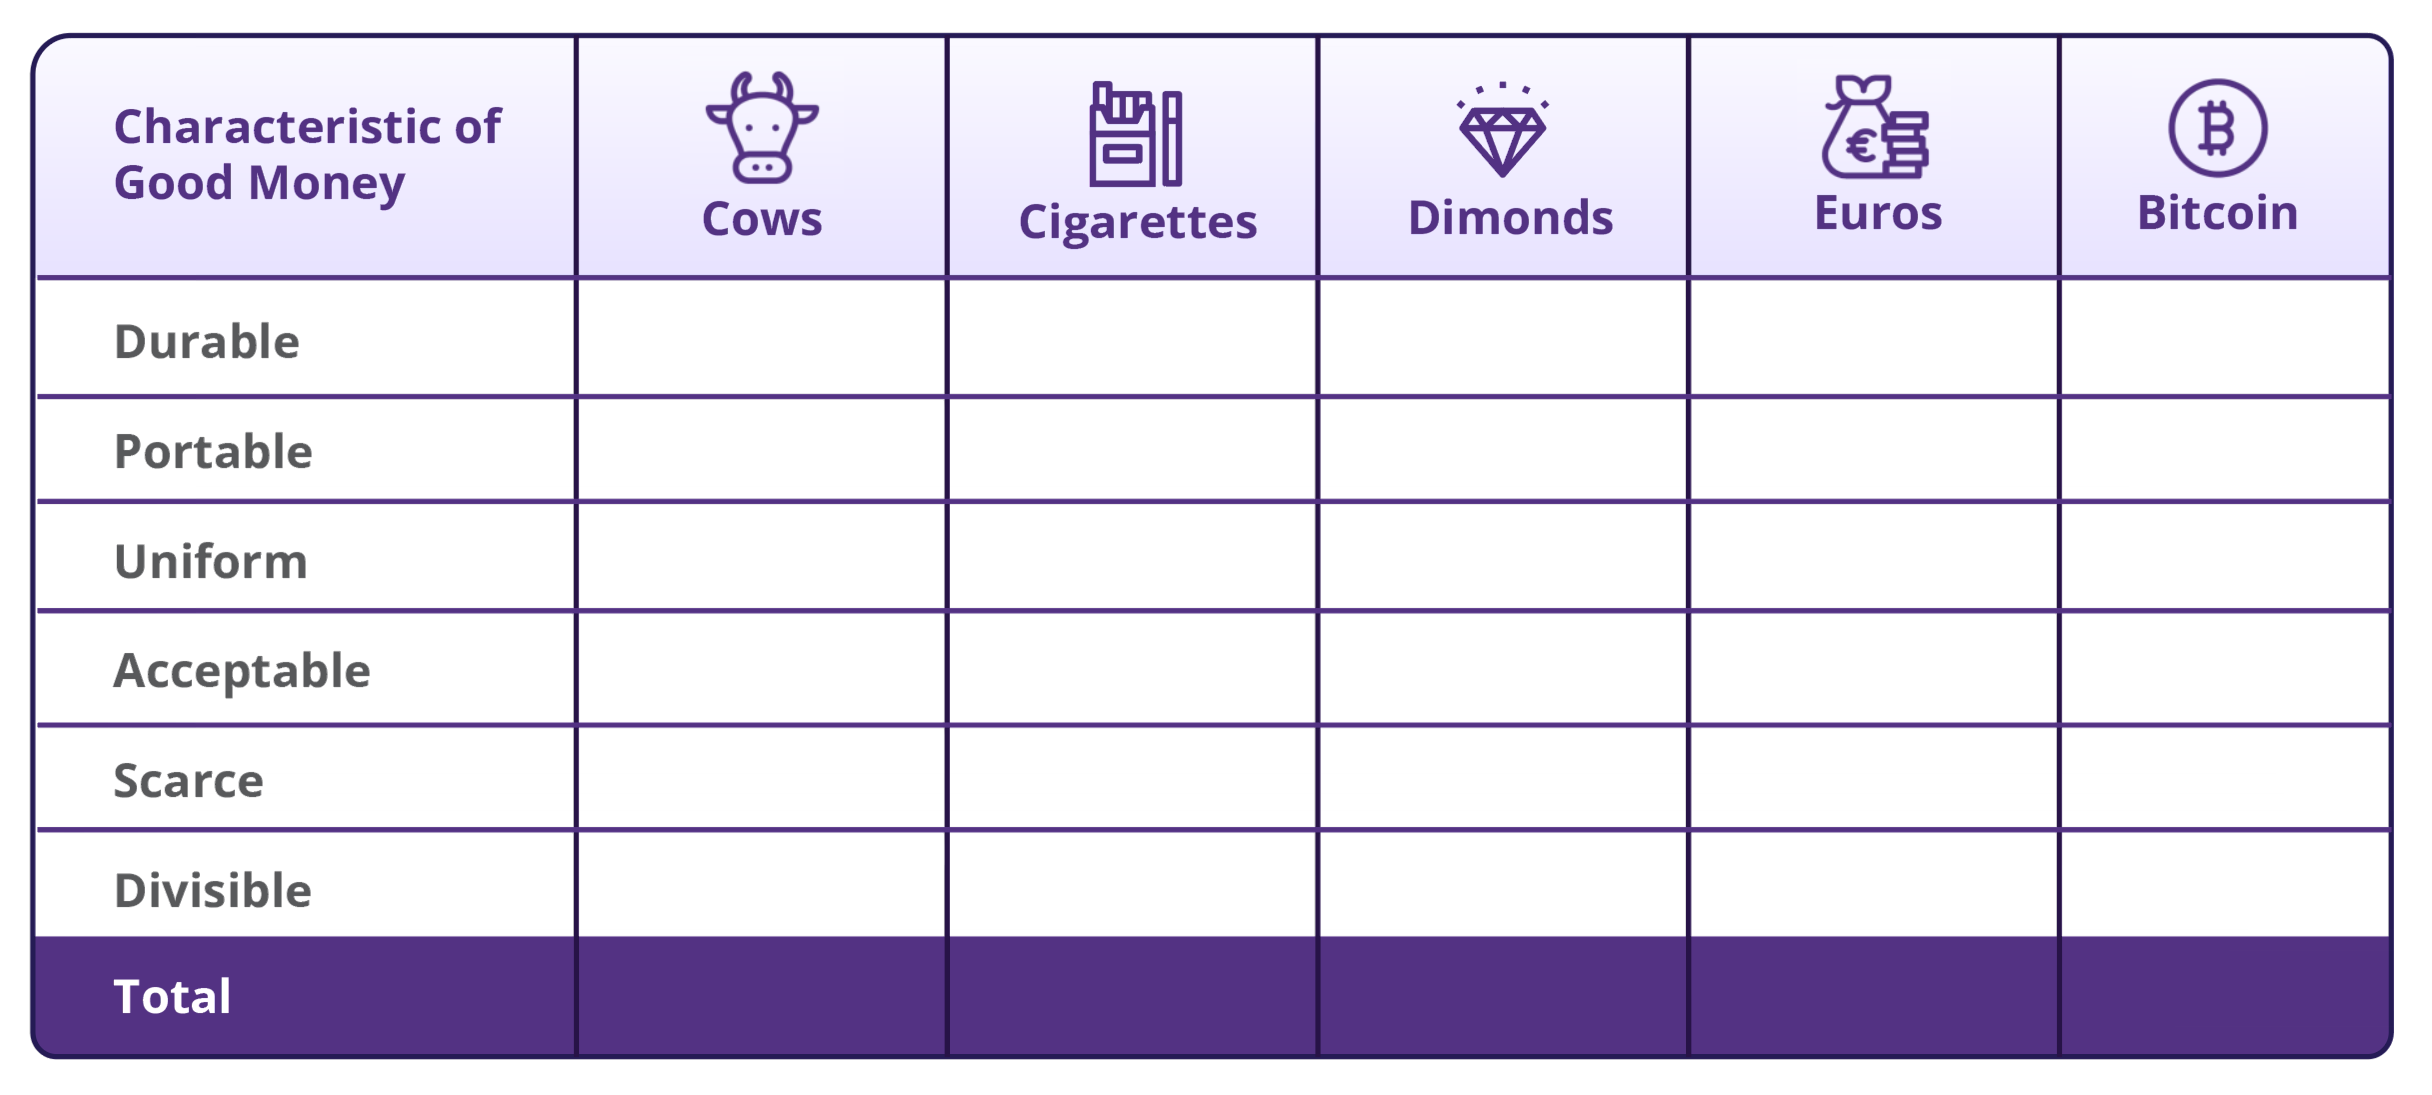 Characteristic of
Good Money
Cows
Cigarettes
Dimonds
€
Euros
Bitcoin
Durable
Portable
Uniform
Acceptable
Scarce
Divisible
Total